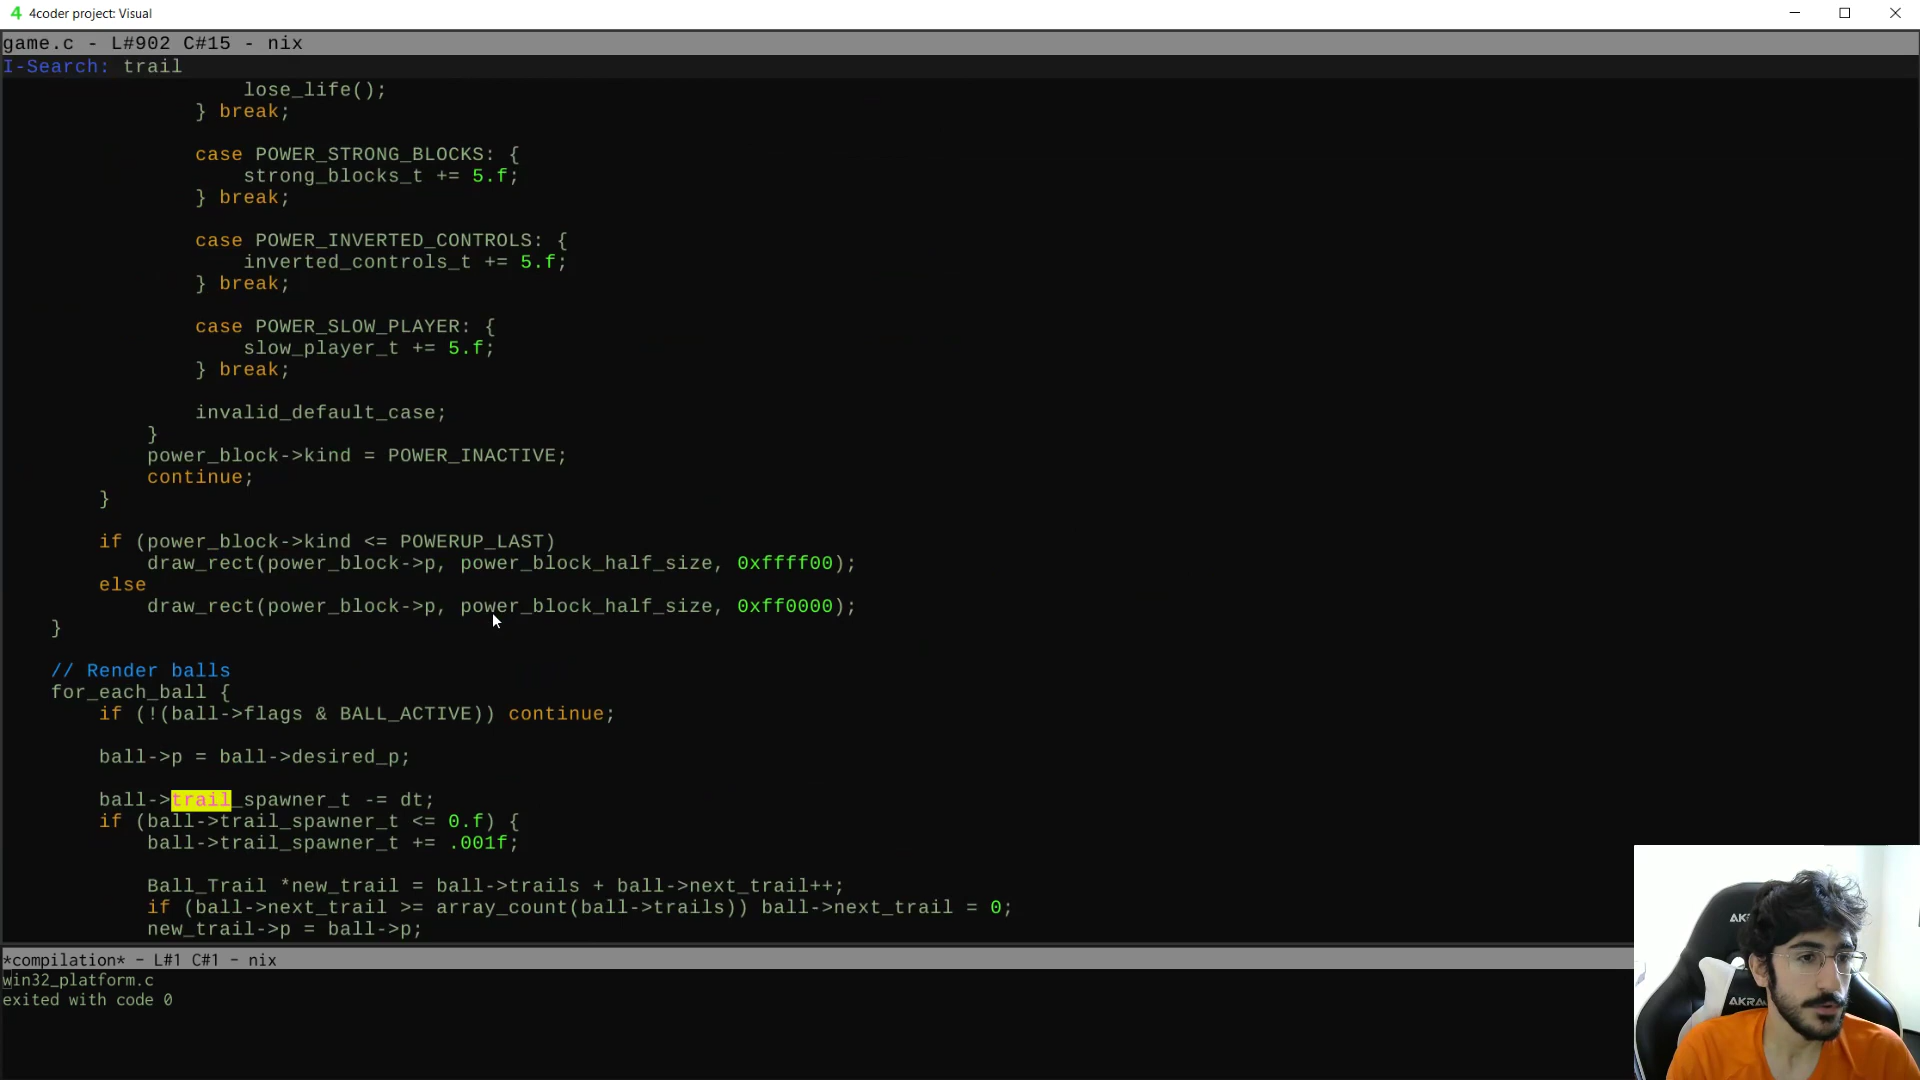 4 4coder project: Visual
game.c - L#902 C#15 - nix
I-Search: trail
lose_life();
} break;
case POWER_STRONG_BLOCKS: {
strong_blocks_t += 5.f;
} break;
case POWER_INVERTED_CONTROLS: {
inverted_controls_t += 5.f;
} break;
case POWER_SLOW_PLAYER: {
slow_player_t += 5.f;
} break;
invalid_default_case;
}
power_block->kind = POWER_INACTIVE;
continue;
}
if (power_block->kind <= POWERUP_LAST)
draw_rect(power_block->p, power_block_half_size, 0xffff00);
else
draw_rect(power_block->p, power_block_half_size, 0xff0000);
}
// Render balls
for_each_ball {
if (!(ball->flags & BALL_ACTIVE)) continue;
ball->p = ball->desired_p;
ball->trail_spawner_t -= dt;
if (ball->trail_spawner_t <= 0.f) {
ball->trail_spawner_t += .001f;
Ball_Trail *new_trail = ball->trails + ball->next_trail++;
if (ball->next_trail >= array_count(ball->trails)) ball->next_trail = 0;
new_trail->p = ball->p;
*compilation* - L#1 C#1 - nix
win32_platform.c
exited with code 0